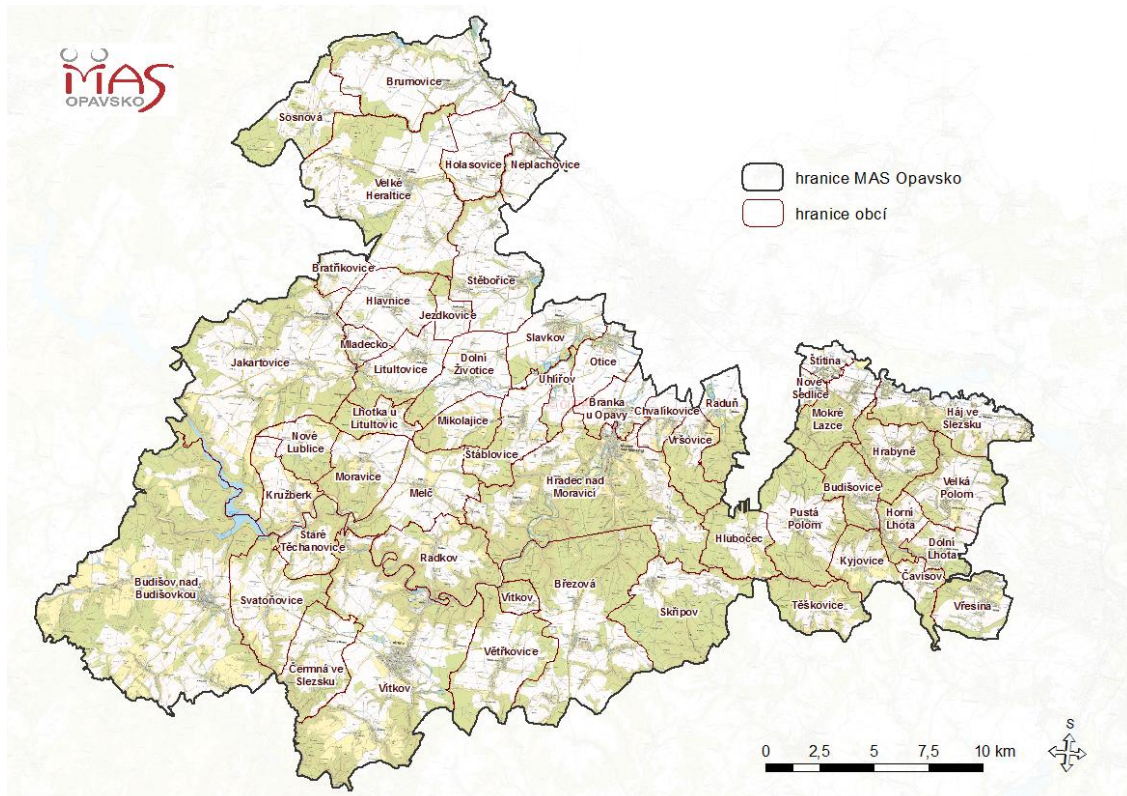 MAS
OPAVSKO
Brumovice
Sosnová
Holasovice
Neplachovice
Velké
Heraltice
hranice MAS Opavsko
hranice obcí
Bratříkovice
Stěbořice
Hlavnice
Jezdkovice
Slavkov
Mladecko
Jakartovice
Litultovice
Dolní
Životice
Otice
Uhlířov
Štítina
Nové
Sedlice
Mokré
Lazce
Háj ve
Slezsku
Lhotka u
Litultovic
Mikolajice
Branka
u Opavy
Chvalíkovice
Raduň
Vršovice
Nové
Lublice
Štáblovice
Hrabyně
Moravice
Melč
Hradec nad
Moravicí
Budišovice
Velká
Polom
Kružberk
Pustá
Polom
Horní
Lhota
Staré
Těchanovice
Radkov
Hlubočec
Kyjovice
Dolní
Lhota
Čavisov
Budišov nad
Budišovkou
Svatoňovice
Vítkov
Březová
Skřipov
Těškovice
Vřesina
Větřkovice
Čermná ve
Slezsku
Vítkov
S
0 2,5 5 7,5 10 km